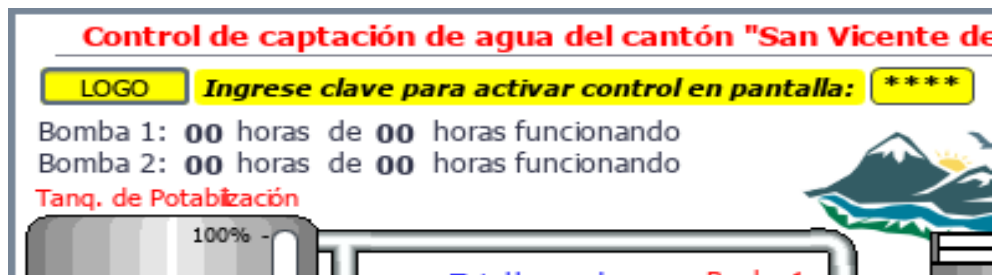 Control de captación de agua del cantón "San Vicente de
LOGO Ingrese clave para activar control en pantalla: ****
Bomba 1: 00 horas de 00 horas funcionando
Bomba 2: 00 horas de 00 horas funcionando
Tanq. de Potabilización
100% -